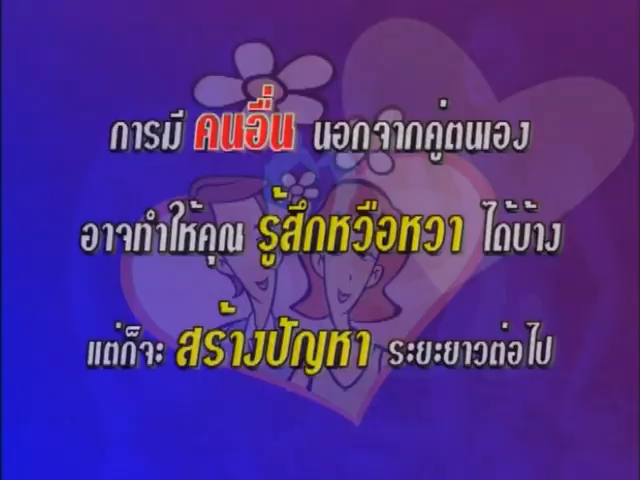 การมี คนอื่น นอกจากคู่ตนเอง
อาจทำให้คุณ รู้สึกหวือหวา ได้บ้าง
แต่ก็จะ สร้างปัญหา ระยะยาวต่อไป